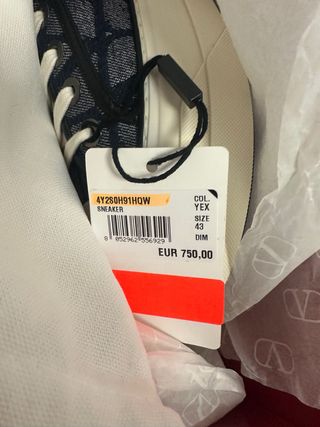 4Y2S0H91HQW
SNEAKER
COL.
YEX
SIZE
43
DIM
8 052962 556929
EUR 750,00